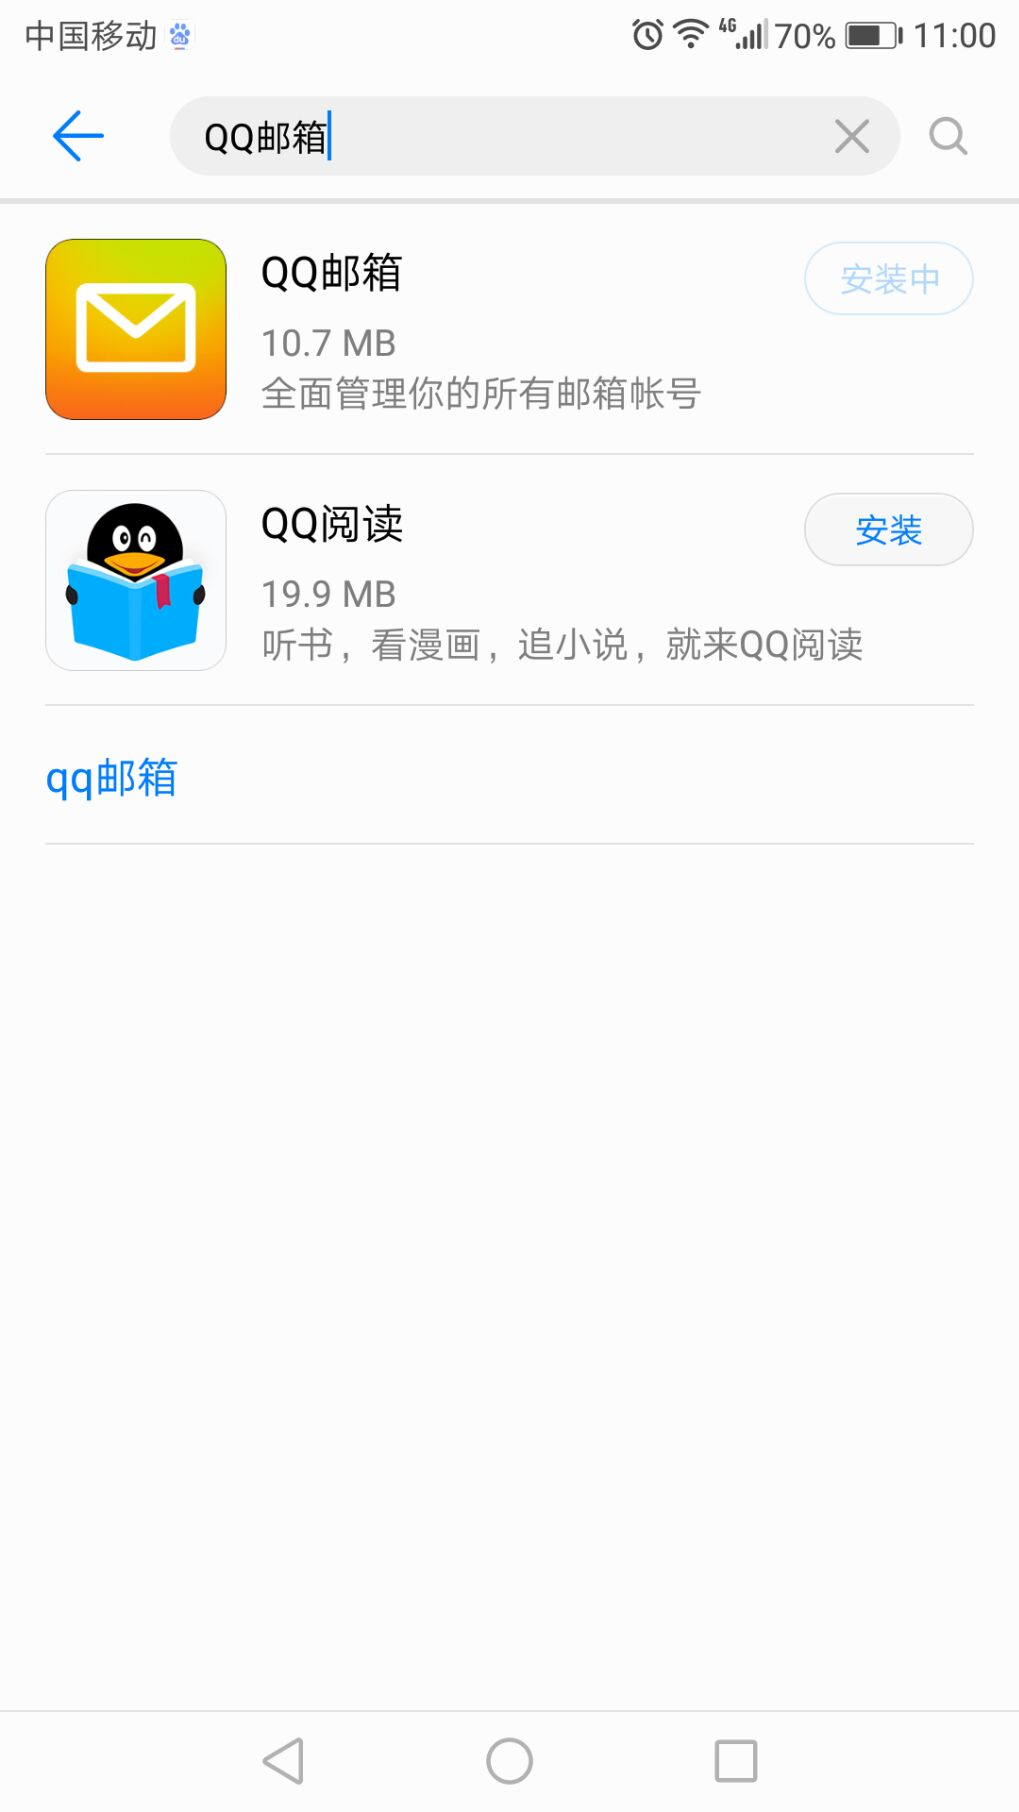 中国移动 4G 70% 11:00
QQ邮箱
QQ邮箱
安装中
10.7 MB
全面管理你的所有邮箱帐号
QQ阅读
安装
19.9 MB
听书，看漫画，追小说，就来QQ阅读
qq邮箱